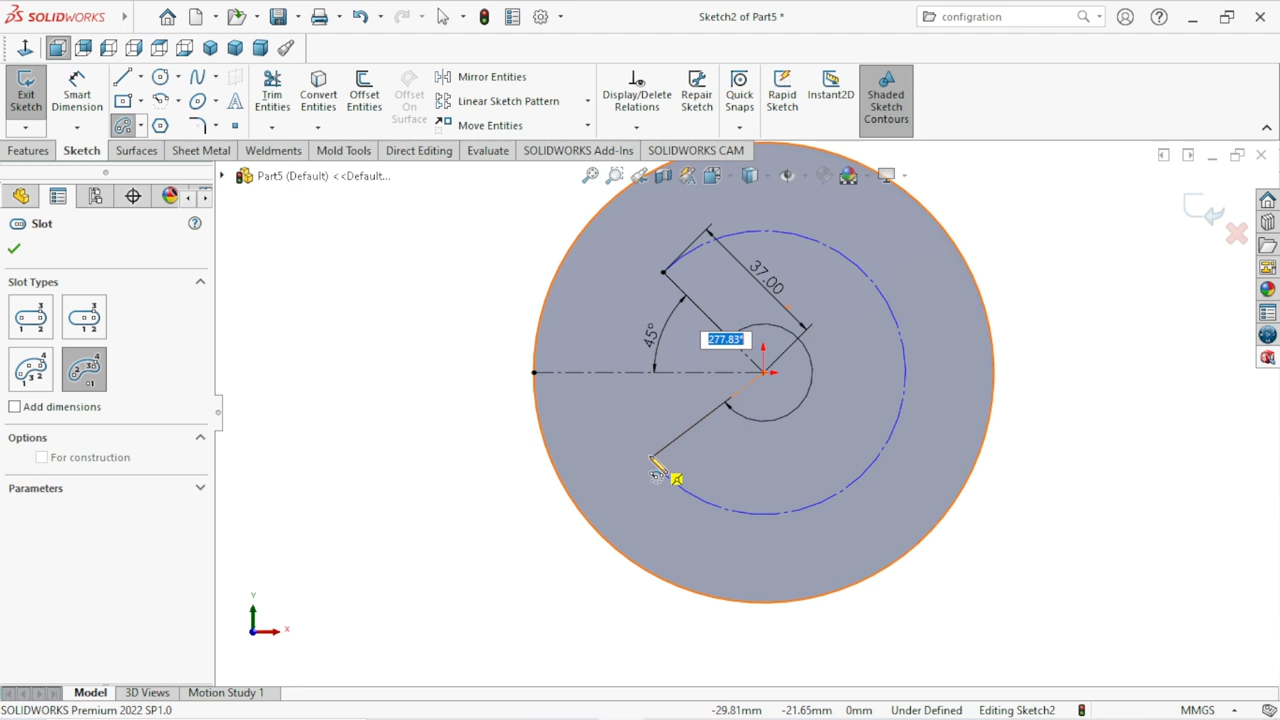 SOLIDWORKS
Sketch2 of Part5 *
configration
Exit Sketch
Smart Dimension
Trim Entities
Convert Entities
Offset Entities
Offset On Surface
Mirror Entities
Linear Sketch Pattern
Move Entities
Display/Delete Relations
Repair Sketch
Quick Snaps
Rapid Sketch
Instant2D
Shaded Sketch Contours
Features
Sketch
Surfaces
Sheet Metal
Weldments
Mold Tools
Direct Editing
Evaluate
SOLIDWORKS Add-Ins
SOLIDWORKS CAM
Part5 (Default) <<Default...
Slot
Slot Types
Add dimensions
Options
For construction
Parameters
37.00
45°
277.83°
Y
X
Model
3D Views
Motion Study 1
SOLIDWORKS Premium 2022 SP1.0
-29.81mm
-21.65mm
0mm
Under Defined
Editing Sketch2
MMGS